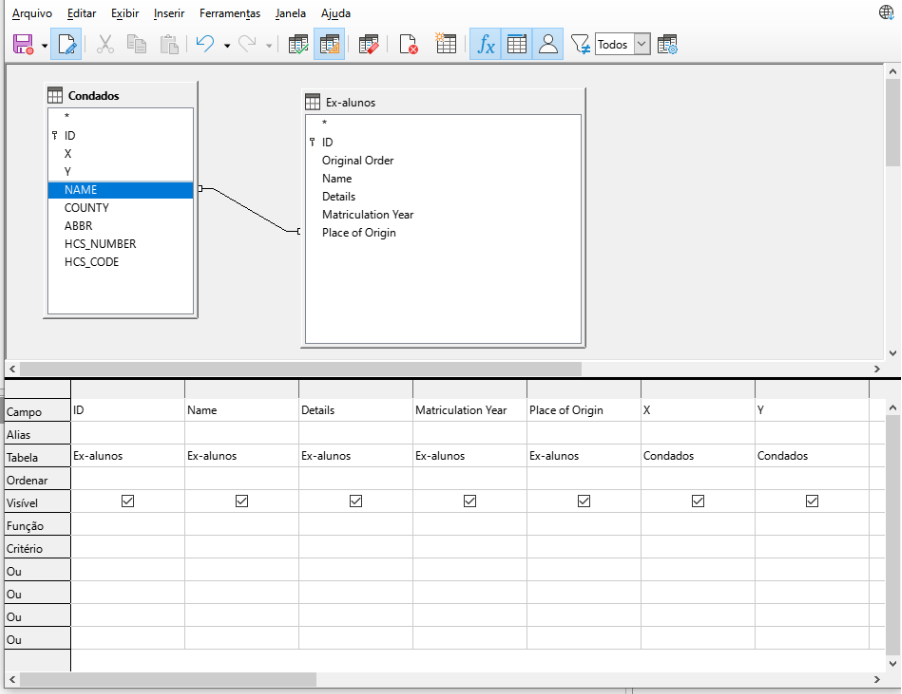 Arquivo Editar Exibir Inserir Ferramentas Janela Ajuda
fx Todos
Condados
*
ID
X
Y
NAME
COUNTY
ABBR
HCS_NUMBER
HCS_CODE
Ex-alunos
*
ID
Original Order
Name
Details
Matriculation Year
Place of Origin
Campo ID Name Details Matriculation Year Place of Origin X Y
Alias
Tabela Ex-alunos Ex-alunos Ex-alunos Ex-alunos Ex-alunos Condados Condados
Ordenar
Visível
Função
Critério
Ou
Ou
Ou
Ou